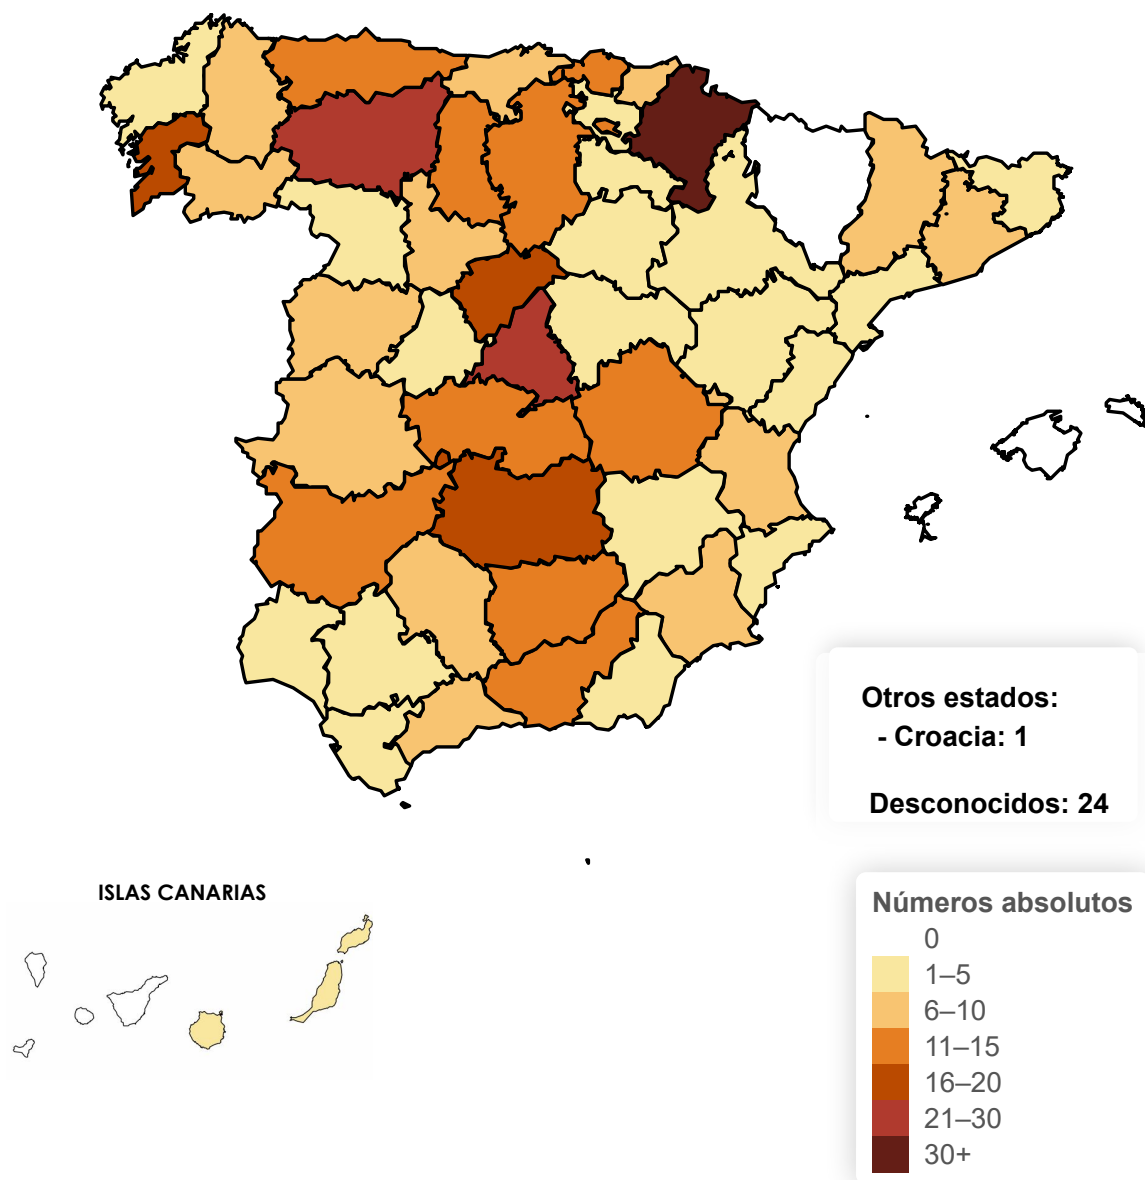 Otros estados:
- Croacia: 1
Desconocidos: 24
ISLAS CANARIAS
Números absolutos
0
1–5
6–10
11–15
16–20
21–30
30+